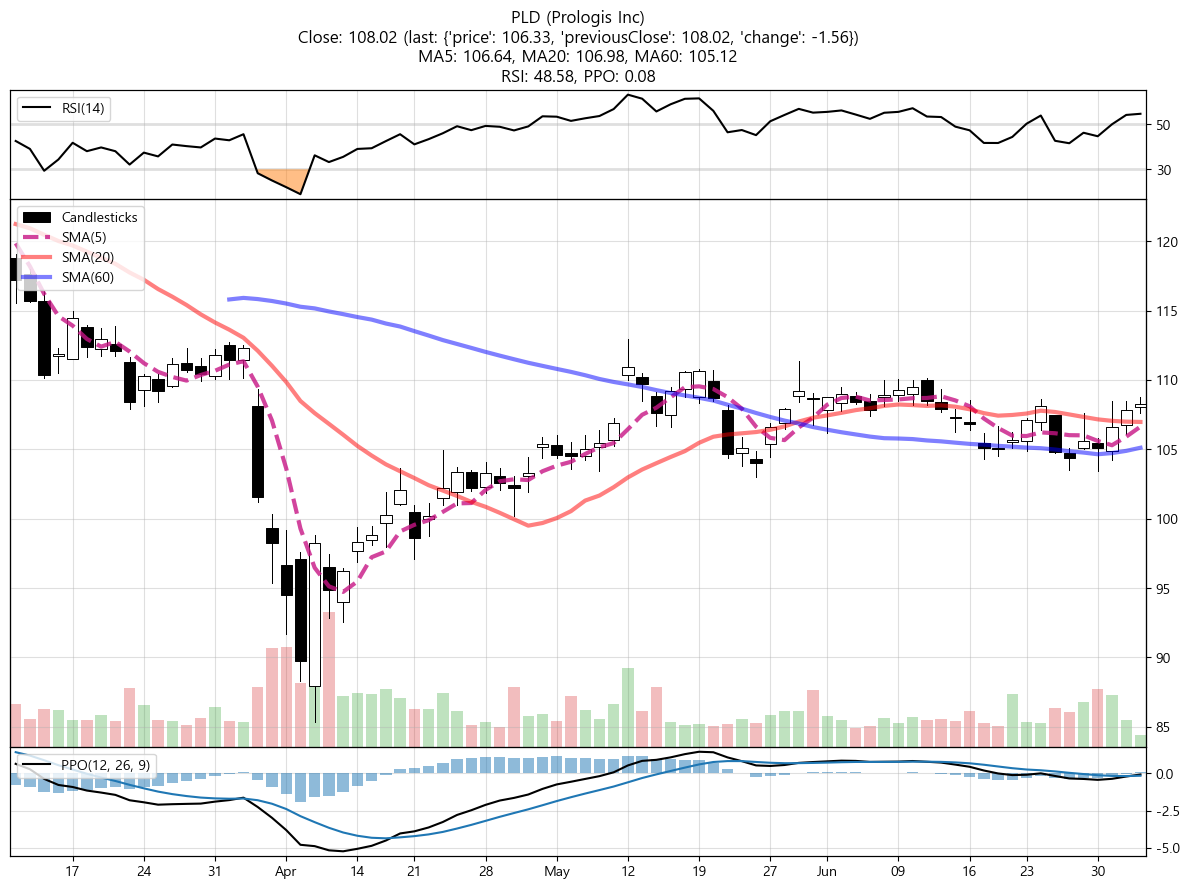 PLD (Prologis Inc)
Close: 108.02 (last: {'price': 106.33, 'previousClose': 108.02, 'change': -1.56})
MA5: 106.64, MA20: 106.98, MA60: 105.12
RSI: 48.58, PPO: 0.08
RSI(14)
50
30
Candlesticks
SMA(5)
SMA(20)
SMA(60)
120
115
110
105
100
95
90
85
PPO(12, 26, 9)
0.0
-2.5
-5.0
17 24 31 Apr 14 21 28 May 12 19 27 Jun 09 16 23 30